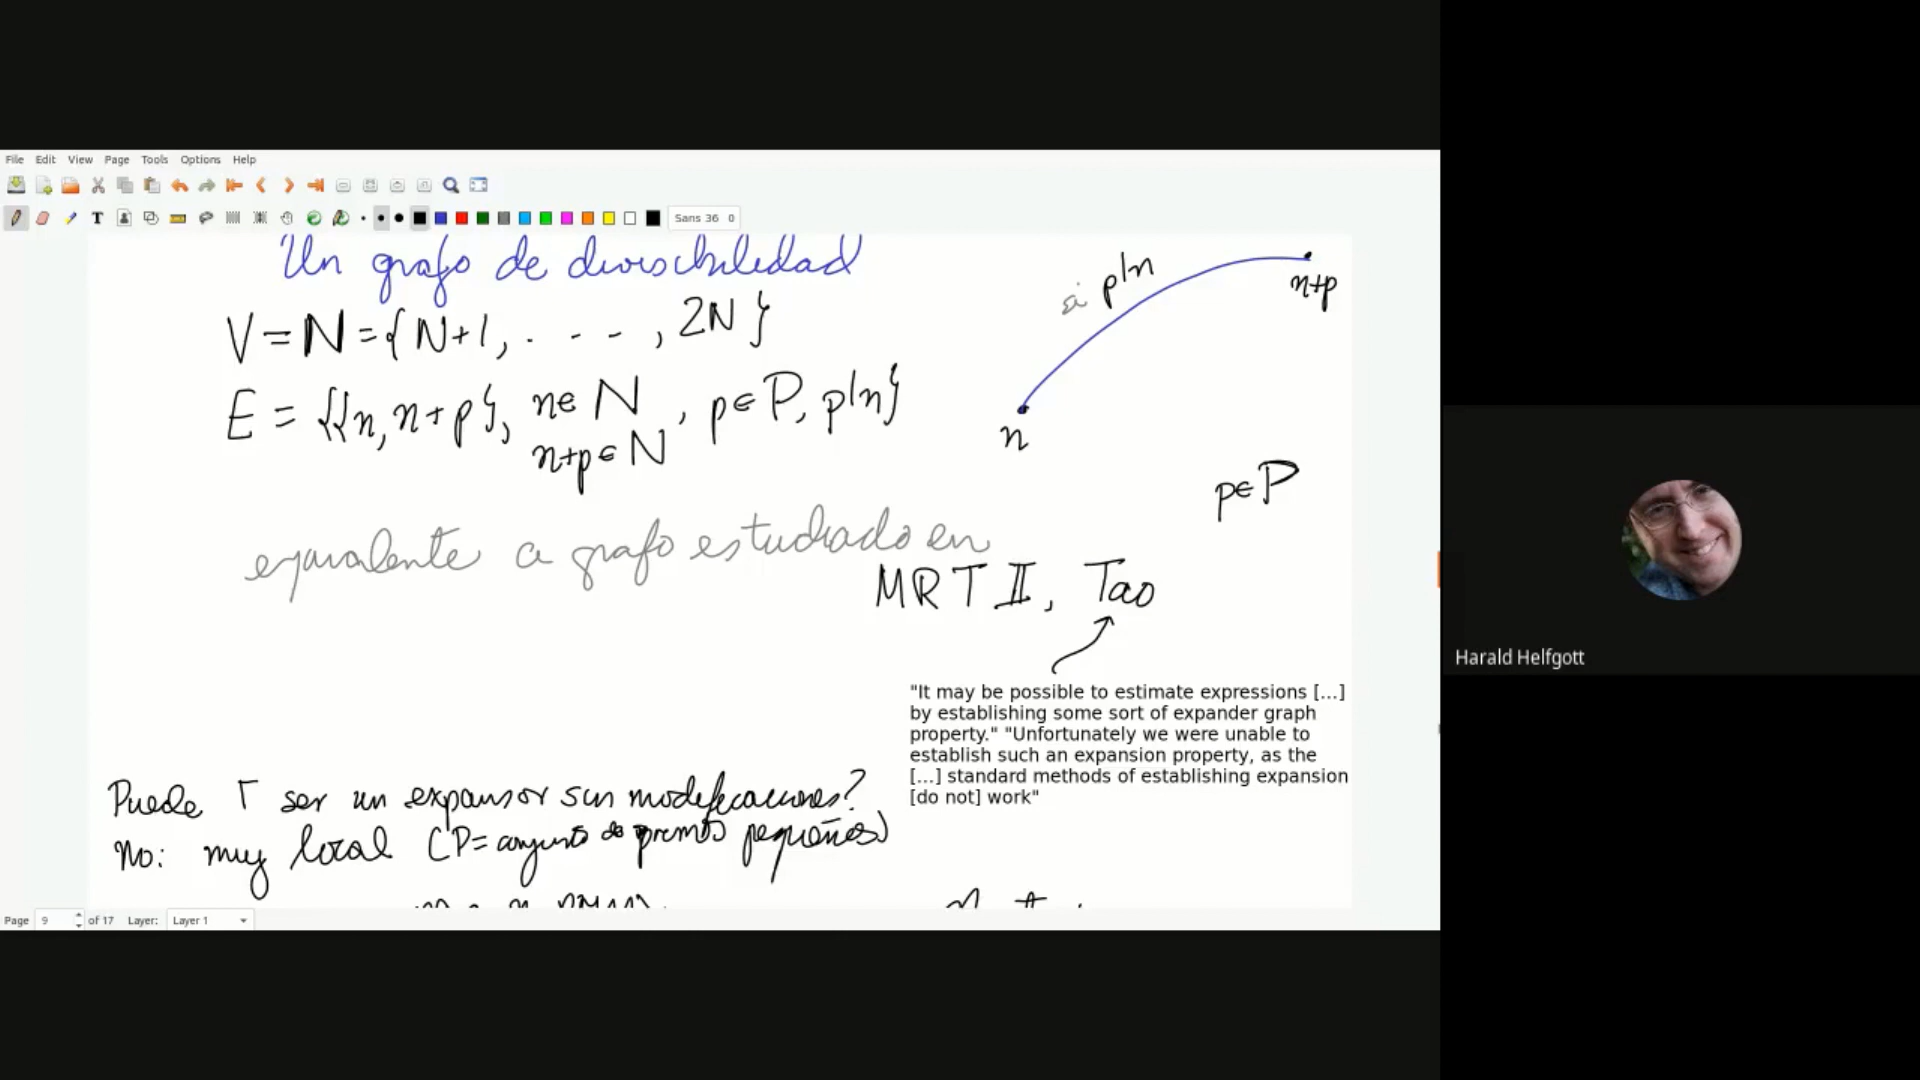 File Edit View Page Tools Options Help
Sans 36 0
Un grafo de divisibilidad
V = N = {N+1, . . . , 2N}
E = {{n, n+p}, n∈N, p∈P, p|n}
n+p∈N
si p|n
n+p
n
p∈P
equivalente a grafo estudiado en
MRT II, Tao
"It may be possible to estimate expressions [...]
by establishing some sort of expander graph
property." "Unfortunately we were unable to
establish such an expansion property, as the
[...] standard methods of establishing expansion
[do not] work"
Puede Γ ser un expansor sin modificaciones?
No: muy local (P = conjunto de primos pequeños)
Page 9 of 17 Layer: Layer 1
Harald Helfgott